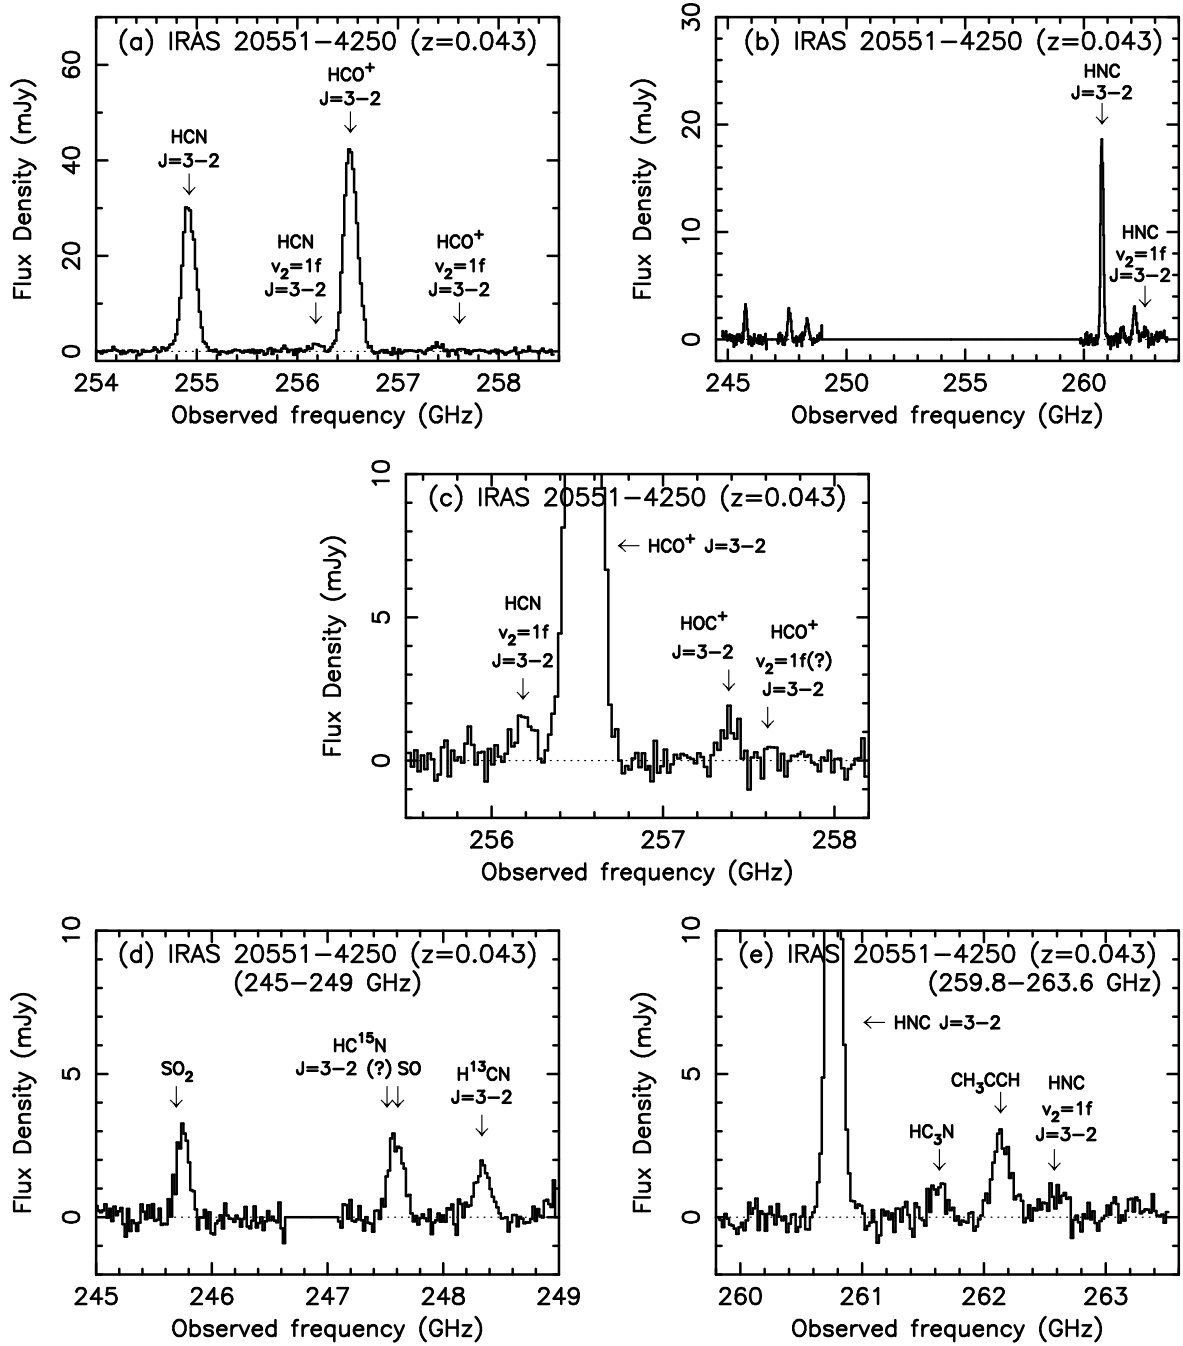 (a) IRAS 20551−4250 (z=0.043)
60
40
20
0
Flux Density (mJy)
HCN
J=3−2
HCO⁺
J=3−2
HCN
v₂=1f
J=3−2
HCO⁺
v₂=1f
J=3−2
254 255 256 257 258
Observed frequency (GHz)
(b) IRAS 20551−4250 (z=0.043)
30
20
10
0
Flux Density (mJy)
HNC
J=3−2
HNC
v₂=1f
J=3−2
245 250 255 260
Observed frequency (GHz)
(c) IRAS 20551−4250 (z=0.043)
10
5
0
Flux Density (mJy)
HCO⁺ J=3−2
HCN
v₂=1f
J=3−2
HOC⁺
J=3−2
HCO⁺
v₂=1f(?)
J=3−2
256 257 258
Observed frequency (GHz)
(d) IRAS 20551−4250 (z=0.043)
(245−249 GHz)
10
5
0
Flux Density (mJy)
SO₂
HC¹⁵N
J=3−2 (?) SO
H¹³CN
J=3−2
245 246 247 248 249
Observed frequency (GHz)
(e) IRAS 20551−4250 (z=0.043)
(259.8−263.6 GHz)
10
5
0
Flux Density (mJy)
HNC J=3−2
HC₃N
CH₃CCH
HNC
v₂=1f
J=3−2
260 261 262 263
Observed frequency (GHz)